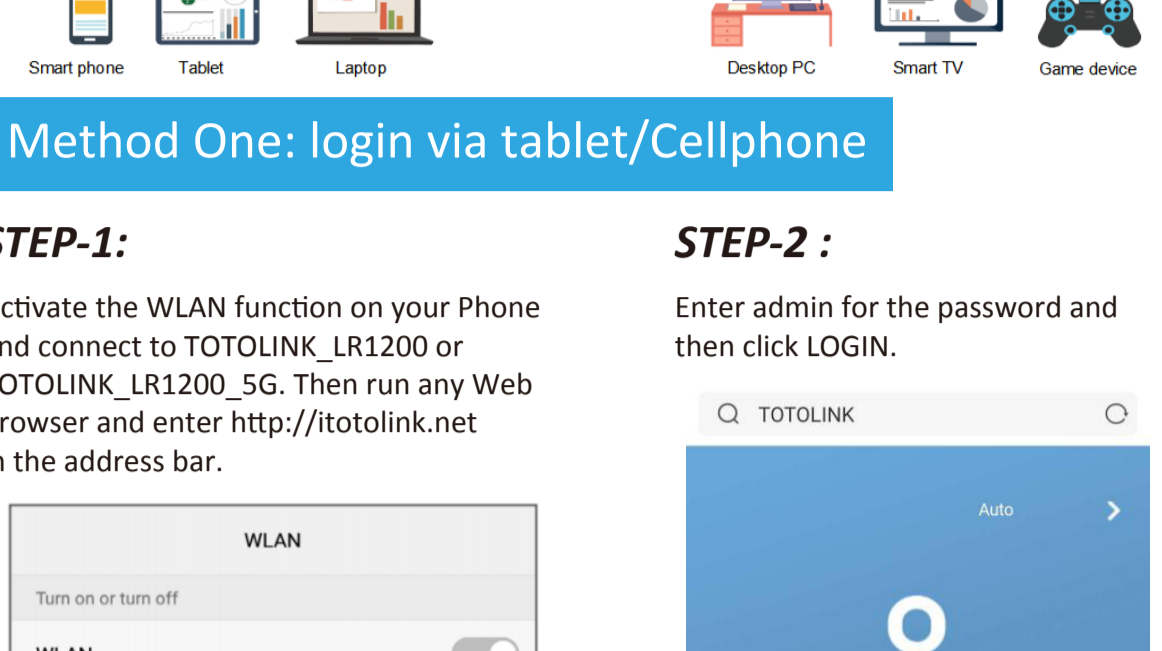 Smart phone Tablet Laptop Desktop PC Smart TV Game device
Method One: login via tablet/Cellphone
STEP-1:
ctivate the WLAN function on your Phone
nd connect to TOTOLINK_LR1200 or
OTOLINK_LR1200_5G. Then run any Web
rowser and enter http://itotolink.net
n the address bar.
WLAN
Turn on or turn off
WLAN
STEP-2 :
Enter admin for the password and
then click LOGIN.
TOTOLINK
Auto